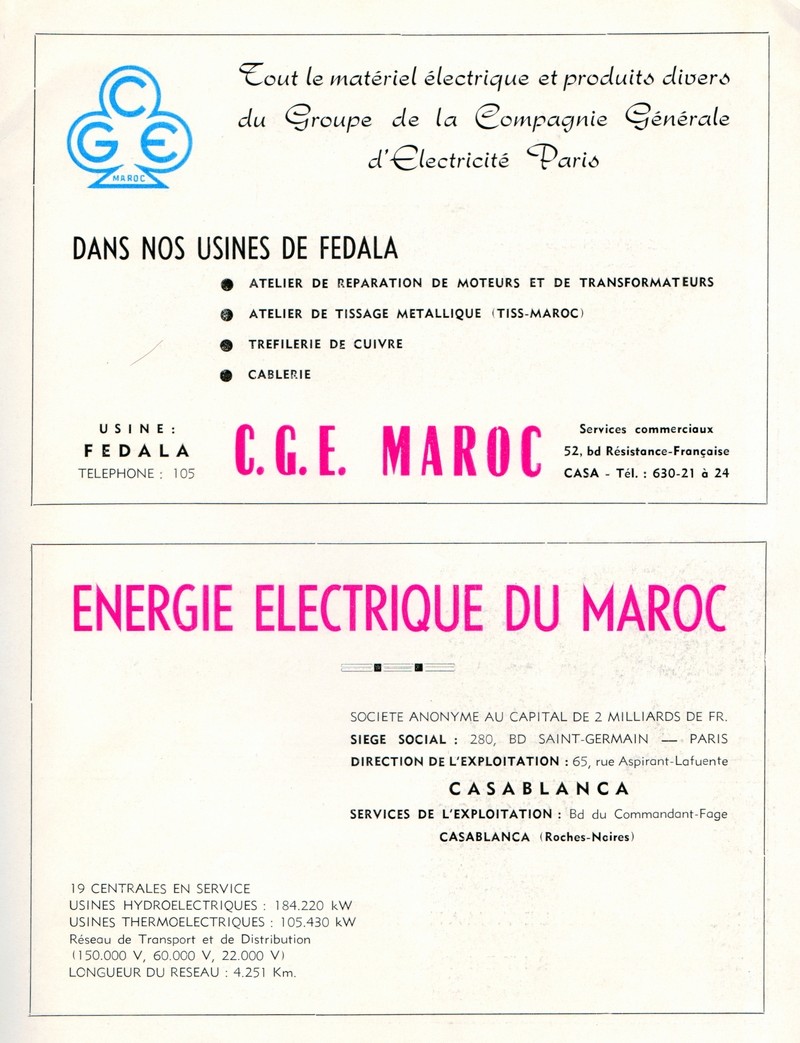 C
G E
MAROC
Tout le matériel électrique et produits divers
du Groupe de la Compagnie Générale
d'Electricité Paris
DANS NOS USINES DE FEDALA
● ATELIER DE REPARATION DE MOTEURS ET DE TRANSFORMATEURS
● ATELIER DE TISSAGE METALLIQUE (TISS-MAROC)
● TREFILERIE DE CUIVRE
● CABLERIE
USINE :
FEDALA
TELEPHONE : 105
C.G.E. MAROC
Services commerciaux
52, bd Résistance-Française
CASA - Tél. : 630-21 à 24
ENERGIE ELECTRIQUE DU MAROC
SOCIETE ANONYME AU CAPITAL DE 2 MILLIARDS DE FR.
SIEGE SOCIAL : 280, BD SAINT-GERMAIN — PARIS
DIRECTION DE L'EXPLOITATION : 65, rue Aspirant-Lafuente
CASABLANCA
SERVICES DE L'EXPLOITATION : Bd du Commandant-Fage
CASABLANCA (Roches-Noires)
19 CENTRALES EN SERVICE
USINES HYDROELECTRIQUES : 184.220 kW
USINES THERMOELECTRIQUES : 105.430 kW
Réseau de Transport et de Distribution
(150.000 V, 60.000 V, 22.000 V)
LONGUEUR DU RESEAU : 4.251 Km.